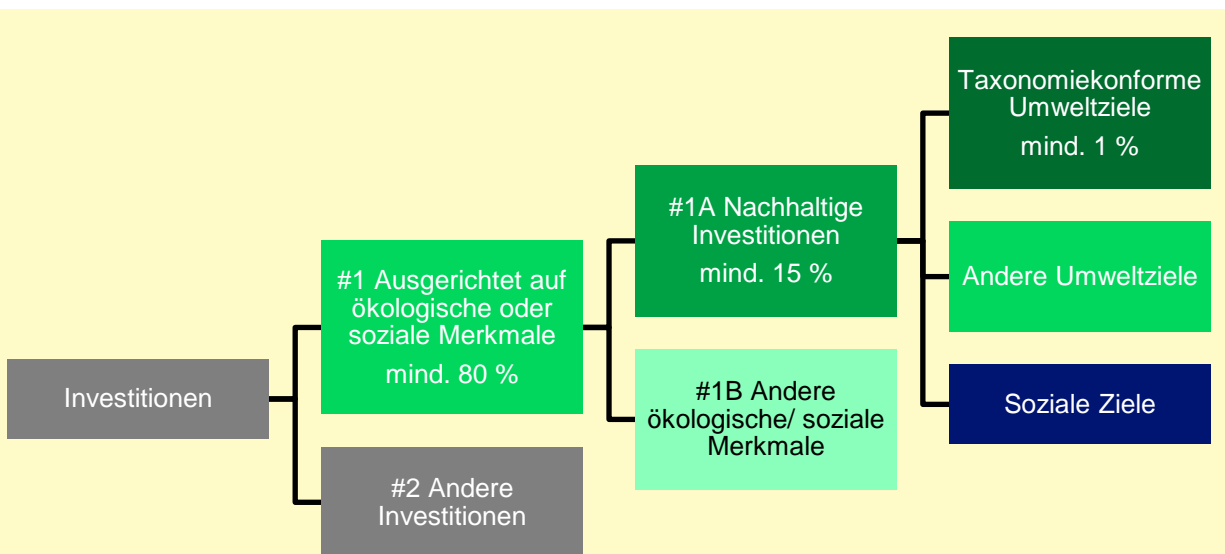 Investitionen
#1 Ausgerichtet auf
ökologische oder
soziale Merkmale
mind. 80 %
#2 Andere
Investitionen
#1A Nachhaltige
Investitionen
mind. 15 %
#1B Andere
ökologische/ soziale
Merkmale
Taxonomiekonforme
Umweltziele
mind. 1 %
Andere Umweltziele
Soziale Ziele